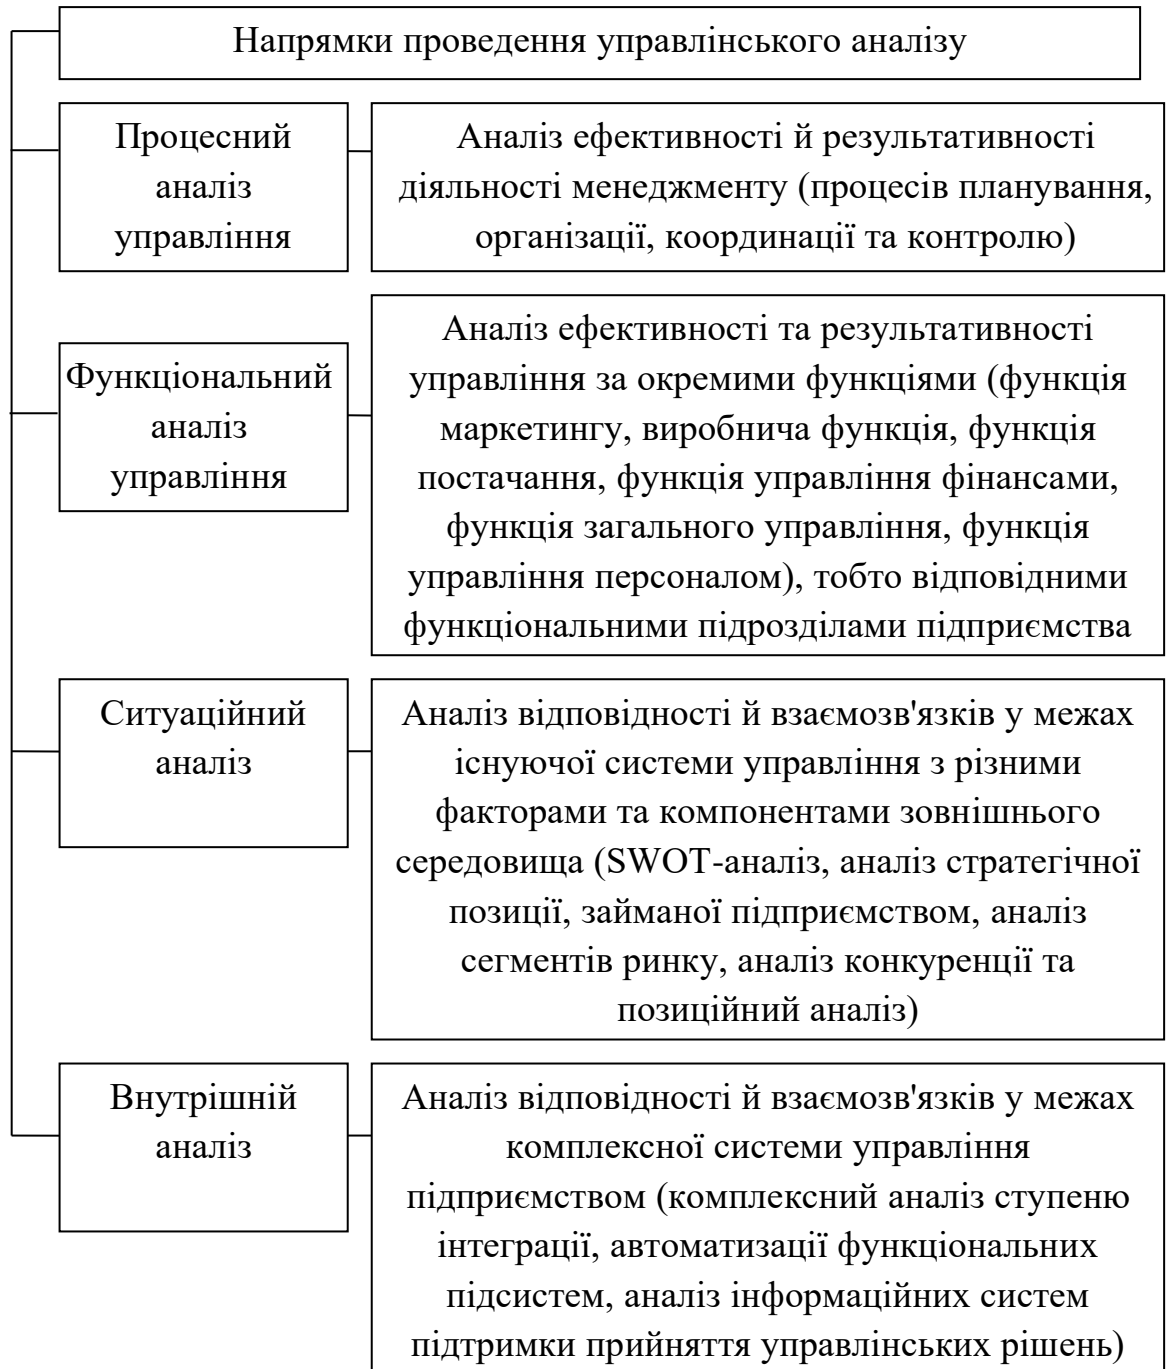 Напрямки проведення управлінського аналізу
Процесний
аналіз
управління
Аналіз ефективності й результативності
діяльності менеджменту (процесів планування,
організації, координації та контролю)
Функціональний
аналіз
управління
Аналіз ефективності та результативності
управління за окремими функціями (функція
маркетингу, виробнича функція, функція
постачання, функція управління фінансами,
функція загального управління, функція
управління персоналом), тобто відповідними
функціональними підрозділами підприємства
Ситуаційний
аналіз
Аналіз відповідності й взаємозв'язків у межах
існуючої системи управління з різними
факторами та компонентами зовнішнього
середовища (SWOT-аналіз, аналіз стратегічної
позиції, займаної підприємством, аналіз
сегментів ринку, аналіз конкуренції та
позиційний аналіз)
Внутрішній
аналіз
Аналіз відповідності й взаємозв'язків у межах
комплексної системи управління
підприємством (комплексний аналіз ступеню
інтеграції, автоматизації функціональних
підсистем, аналіз інформаційних систем
підтримки прийняття управлінських рішень)